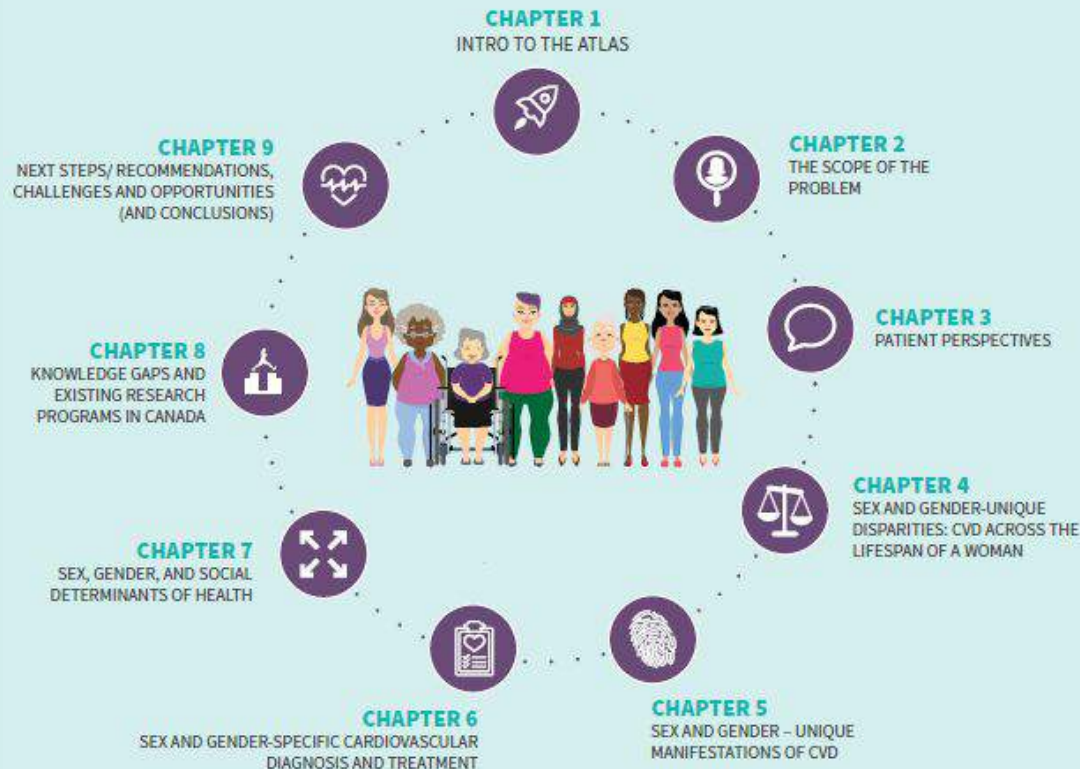 CHAPTER 1
INTRO TO THE ATLAS
CHAPTER 2
THE SCOPE OF THE
PROBLEM
CHAPTER 3
PATIENT PERSPECTIVES
CHAPTER 4
SEX AND GENDER-UNIQUE
DISPARITIES: CVD ACROSS THE
LIFESPAN OF A WOMAN
CHAPTER 5
SEX AND GENDER – UNIQUE
MANIFESTATIONS OF CVD
CHAPTER 6
SEX AND GENDER-SPECIFIC CARDIOVASCULAR
DIAGNOSIS AND TREATMENT
CHAPTER 7
SEX, GENDER, AND SOCIAL
DETERMINANTS OF HEALTH
CHAPTER 8
KNOWLEDGE GAPS AND
EXISTING RESEARCH
PROGRAMS IN CANADA
CHAPTER 9
NEXT STEPS/ RECOMMENDATIONS,
CHALLENGES AND OPPORTUNITIES
(AND CONCLUSIONS)